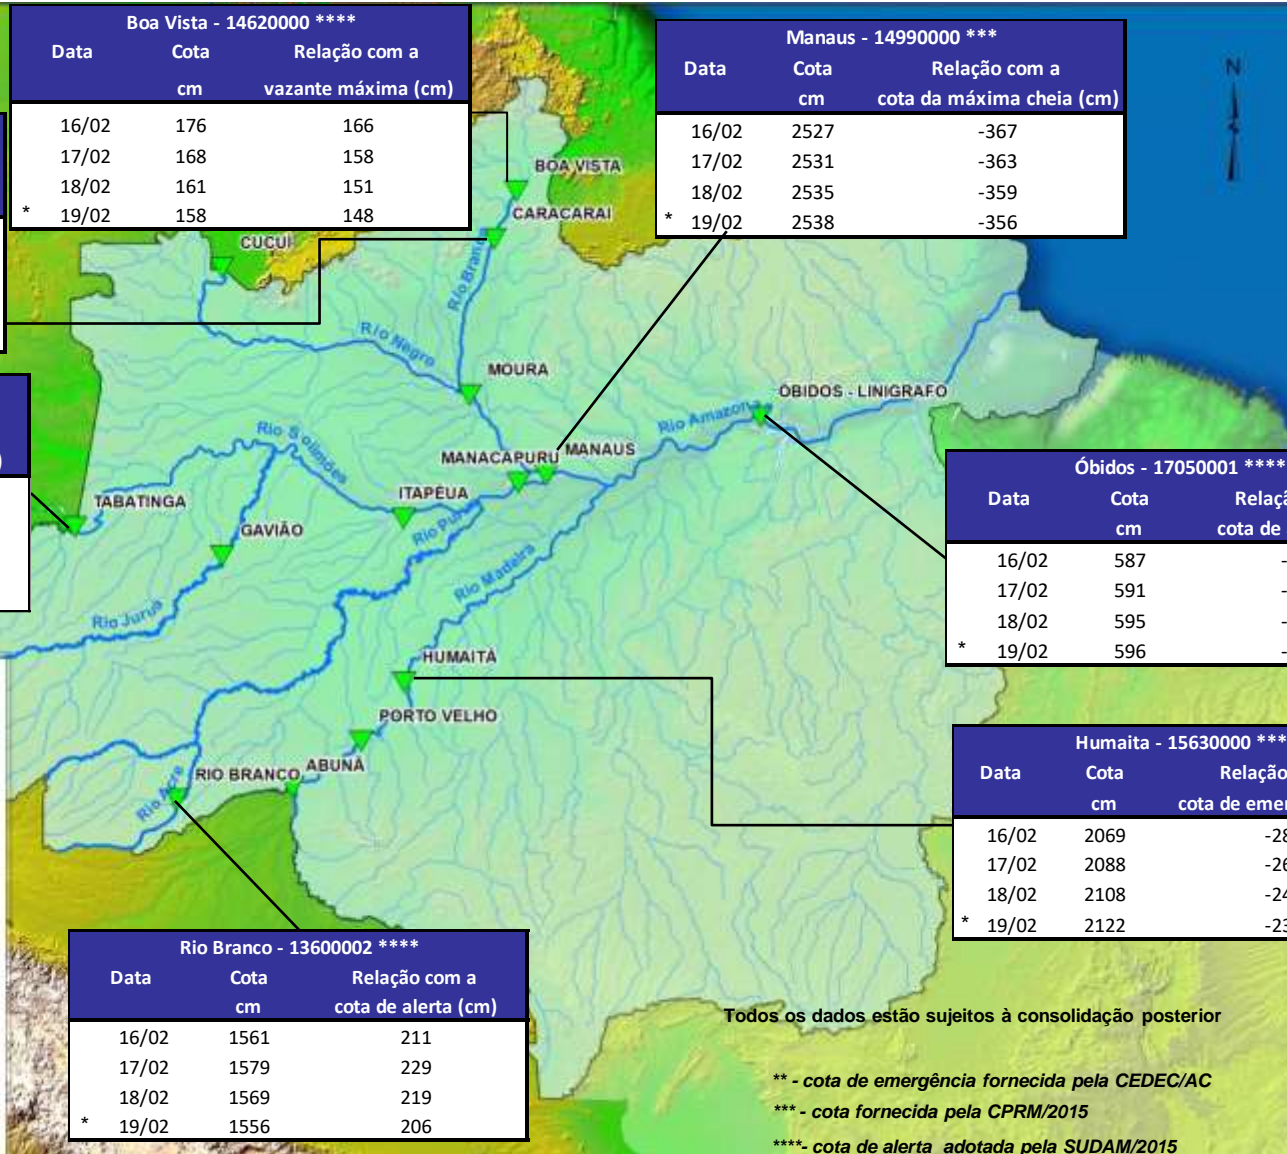 Boa Vista - 14620000 ****
Data Cota Relação com a
cm vazante máxima (cm)
16/02 176 166
17/02 168 158
18/02 161 151
* 19/02 158 148
Manaus - 14990000 ***
Data Cota Relação com a
cm cota da máxima cheia (cm)
16/02 2527 -367
17/02 2531 -363
18/02 2535 -359
* 19/02 2538 -356
N
BOA VISTA
CARACARAI
CUCUI
Rio Branco
Rio Negro
MOURA
ÓBIDOS - LINIGRAFO
Rio Amazonas
Rio Solimões
MANACAPURU MANAUS
TABATINGA
ITAPEUA
GAVIÃO
Rio Purus
Rio Madeira
Rio Juruá
)
Óbidos - 17050001 ****
Data Cota
cm cota de
16/02 587 -
17/02 591 -
18/02 595 -
* 19/02 596 -
HUMAITÁ
PORTO VELHO
ABUNÃ
RIO BRANCO
Rio Acre
Humaita - 15630000 ***
Data Cota Relação
cm
16/02 2069 -28
17/02 2088 -26
18/02 2108 -24
* 19/02 2122 -23
Rio Branco - 13600002 ****
Data Cota Relação com a
cm cota de alerta (cm)
16/02 1561 211
17/02 1579 229
18/02 1569 219
* 19/02 1556 206
Todos os dados estão sujeitos à consolidação posterior
** - cota de emergência fornecida pela CEDEC/AC
*** - cota fornecida pela CPRM/2015
****- cota de alerta adotada pela SUDAM/2015